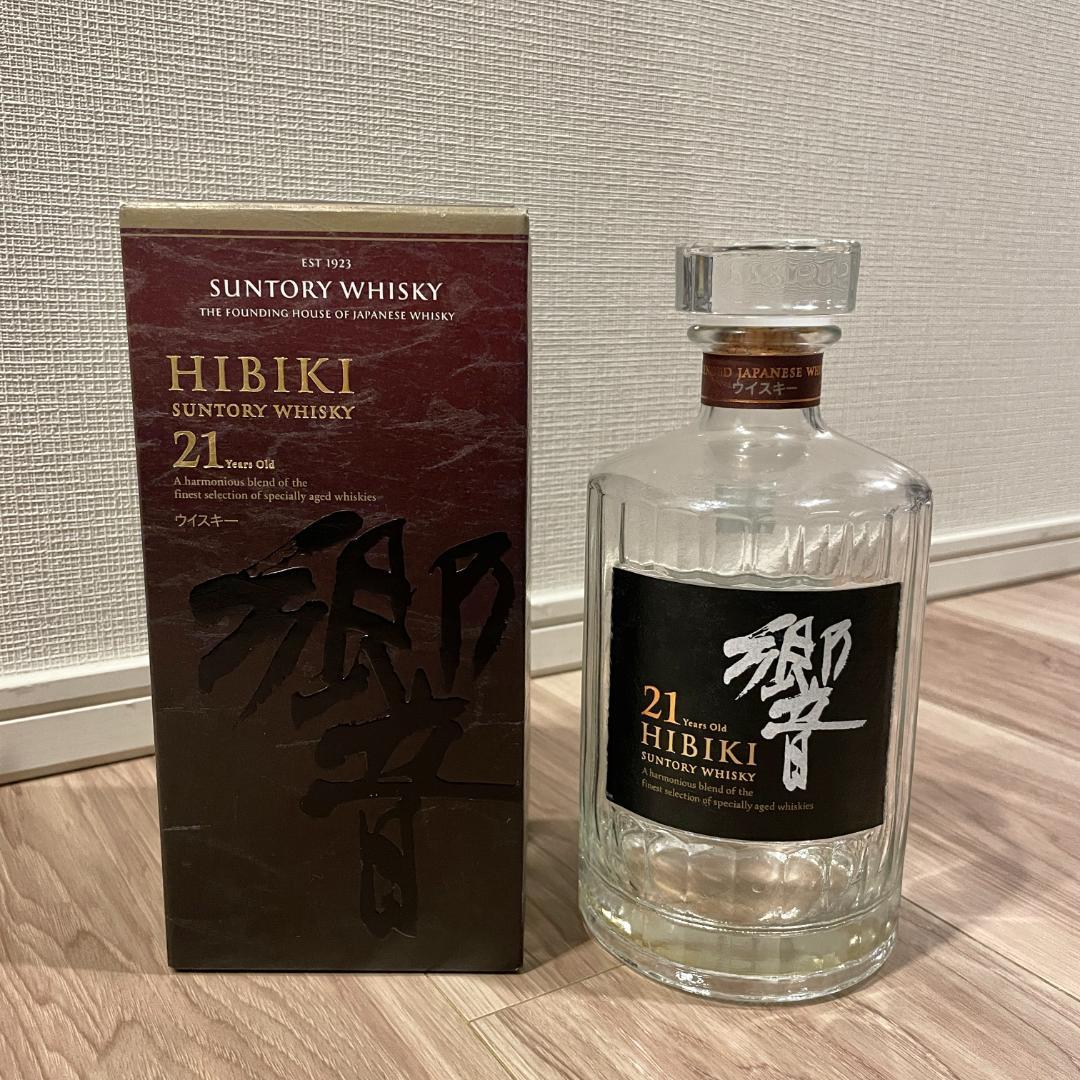 EST 1923
SUNTORY WHISKY
THE FOUNDING HOUSE OF JAPANESE WHISKY
HIBIKI
SUNTORY WHISKY
21 Years Old
A harmonious blend of the
finest selection of specially aged whiskies
ウイスキー
響
JAPANESE
ウイスキー
響
21 Years Old
HIBIKI
SUNTORY WHISKY
A harmonious blend of the
finest selection of specially aged whiskies